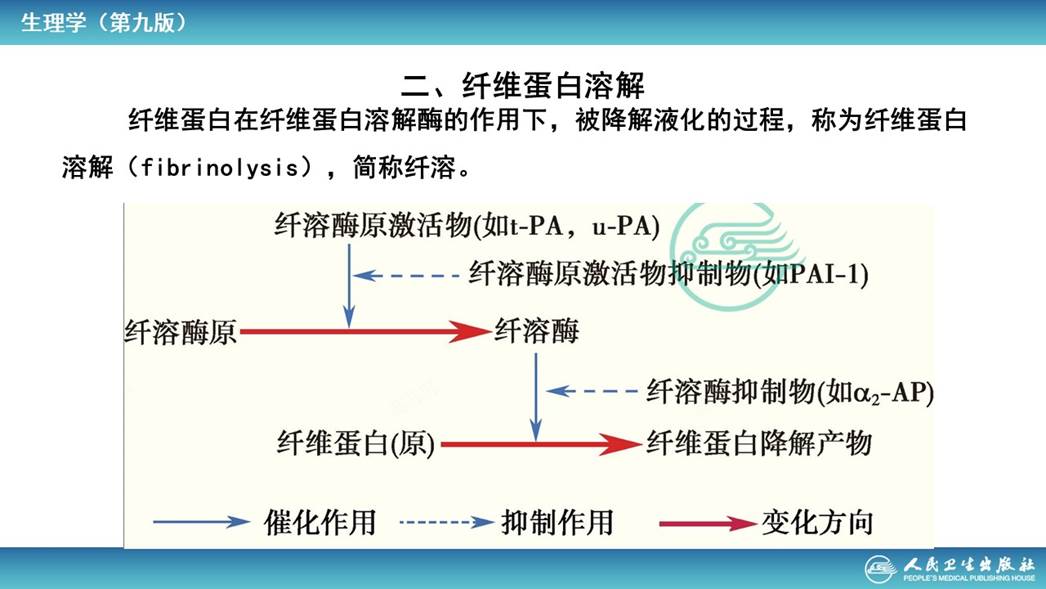 生理学（第九版）
二、纤维蛋白溶解
纤维蛋白在纤维蛋白溶解酶的作用下，被降解液化的过程，称为纤维蛋白
溶解（fibrinolysis），简称纤溶。
纤溶酶原激活物(如t-PA，u-PA)
纤溶酶原激活物抑制物(如PAI-1)
纤溶酶原 纤溶酶
纤溶酶抑制物(如α₂-AP)
纤维蛋白(原) 纤维蛋白降解产物
催化作用 抑制作用 变化方向
人民卫生出版社
PEOPLE'S MEDICAL PUBLISHING HOUSE